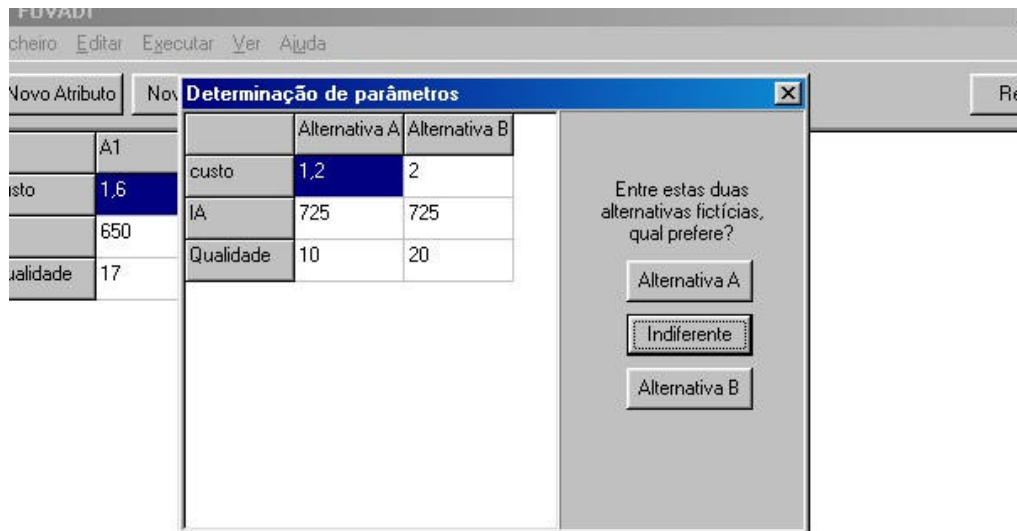 FUVADI
cheiro Editar Executar Ver Ajuda
Novo Atributo Nov Re
Determinação de parâmetros
Alternativa A Alternativa B
custo 1,2 2
IA 725 725
Qualidade 10 20
Entre estas duas
alternativas fictícias,
qual prefere?
Alternativa A
Indiferente
Alternativa B
A1
sto 1,6
650
ualidade 17